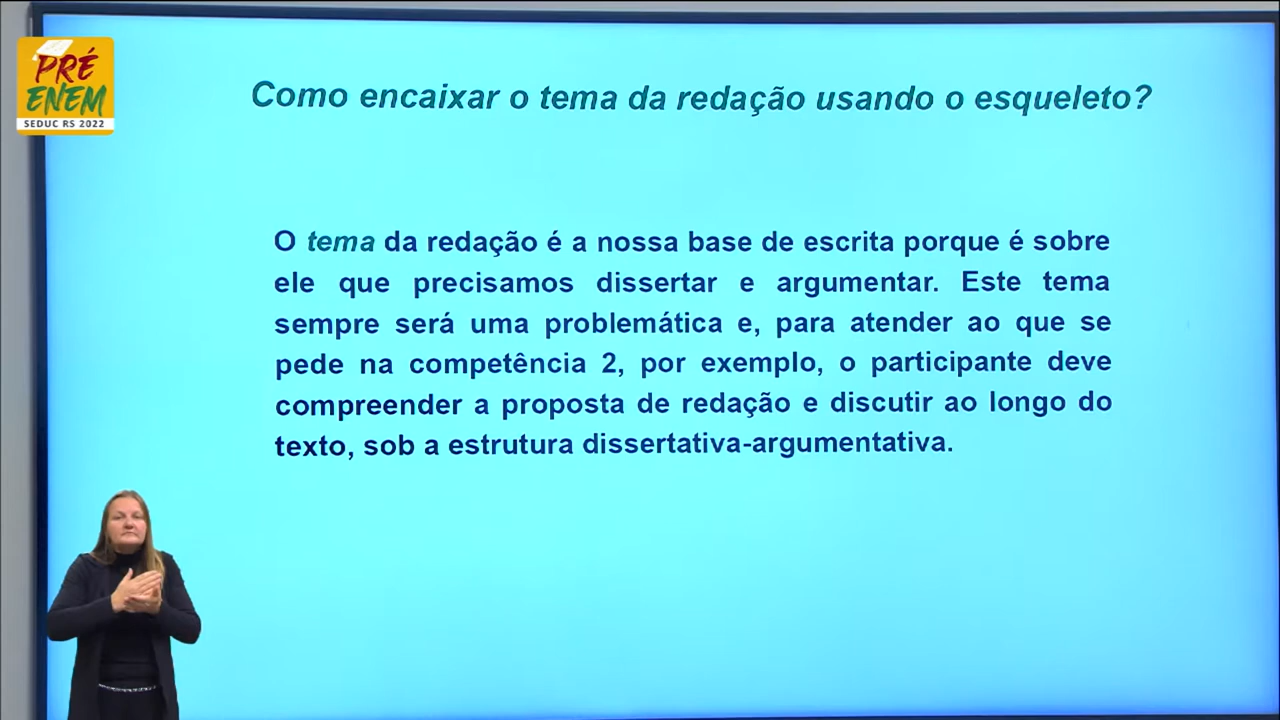 PRÉ
ENEM
SEDUC RS 2022
Como encaixar o tema da redação usando o esqueleto?
O tema da redação é a nossa base de escrita porque é sobre
ele que precisamos dissertar e argumentar. Este tema
sempre será uma problemática e, para atender ao que se
pede na competência 2, por exemplo, o participante deve
compreender a proposta de redação e discutir ao longo do
texto, sob a estrutura dissertativa-argumentativa.